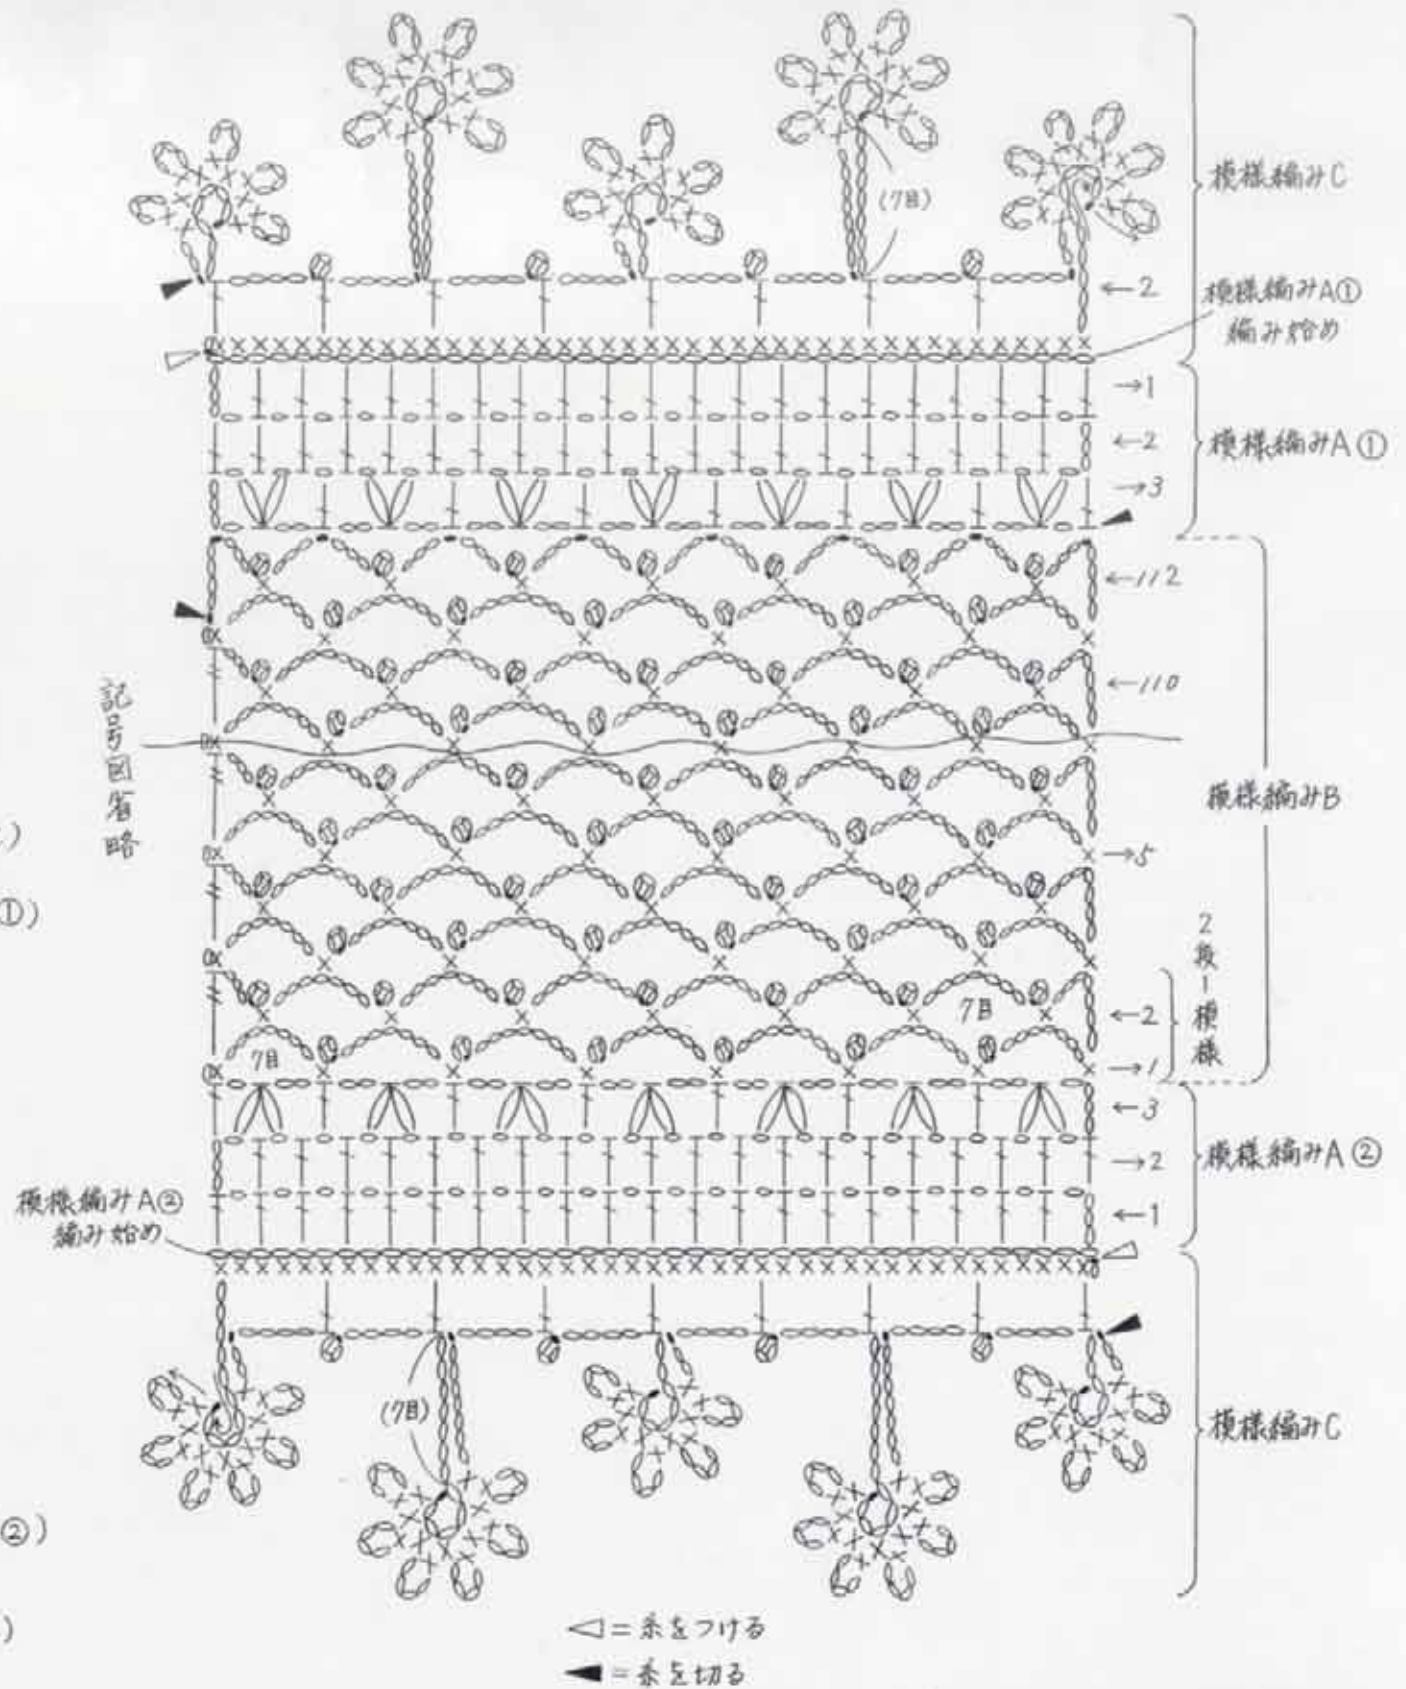 模様編みC
(7目)
←2
模様編みA①
編み始め
→1
←2
模様編みA①
→3
←112
←110
記号図省略
模様編みB
→5
①)
2段1模様
7目
←2
7目
→1
←3
模様編みA②
→2
模様編みA②
編み始め
←1
(7目)
模様編みC
②)
)
=糸をつける
=糸を切る